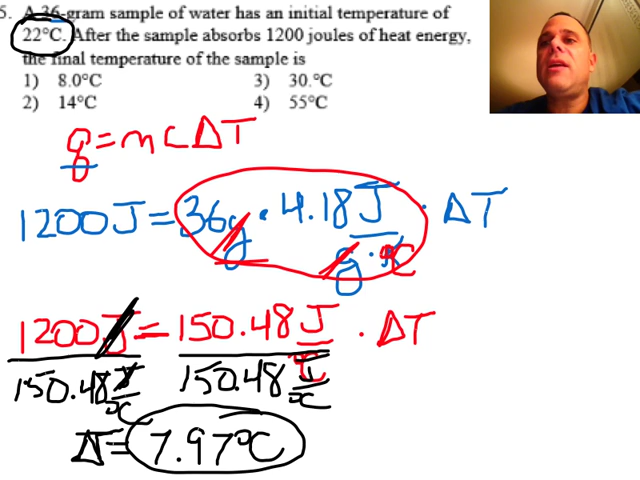 5. A 36-gram sample of water has an initial temperature of
22°C. After the sample absorbs 1200 joules of heat energy,
the final temperature of the sample is
1) 8.0°C 3) 30.°C
2) 14°C 4) 55°C
q = mCΔT
1200J = 36g · 4.18 J/g·°C · ΔT
1200J = 150.48 J/°C · ΔT
150.48 J/°C 150.48 J/°C
ΔT = 7.97°C